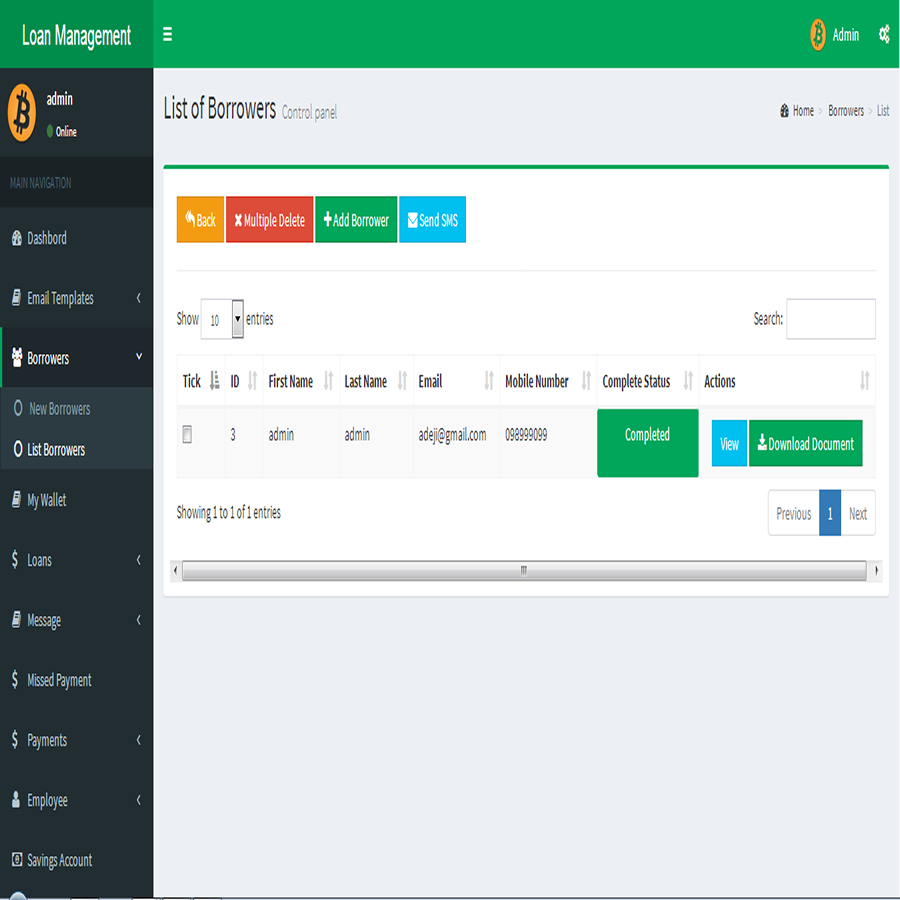 Loan Management
Admin
admin
Online
MAIN NAVIGATION
Dashbord
Email Templates
Borrowers
New Borrowers
List Borrowers
My Wallet
Loans
Message
Missed Payment
Payments
Employee
Savings Account
List of Borrowers Control panel
Home > Borrowers > List
Back Multiple Delete Add Borrower Send SMS
Show 10 entries Search:
Tick ID First Name Last Name Email Mobile Number Complete Status Actions
3 admin admin adeji@gmail.com 098999099 Completed View Download Document
Showing 1 to 1 of 1 entries
Previous 1 Next